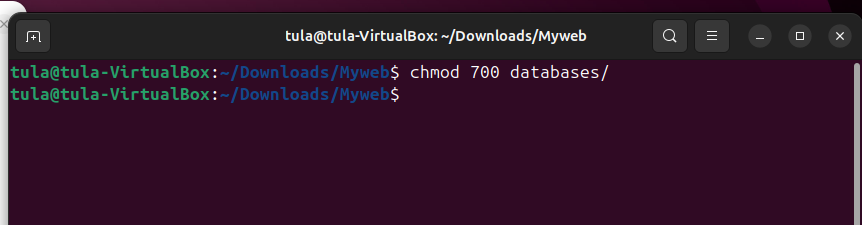 tula@tula-VirtualBox: ~/Downloads/Myweb
tula@tula-VirtualBox:~/Downloads/Myweb$ chmod 700 databases/
tula@tula-VirtualBox:~/Downloads/Myweb$